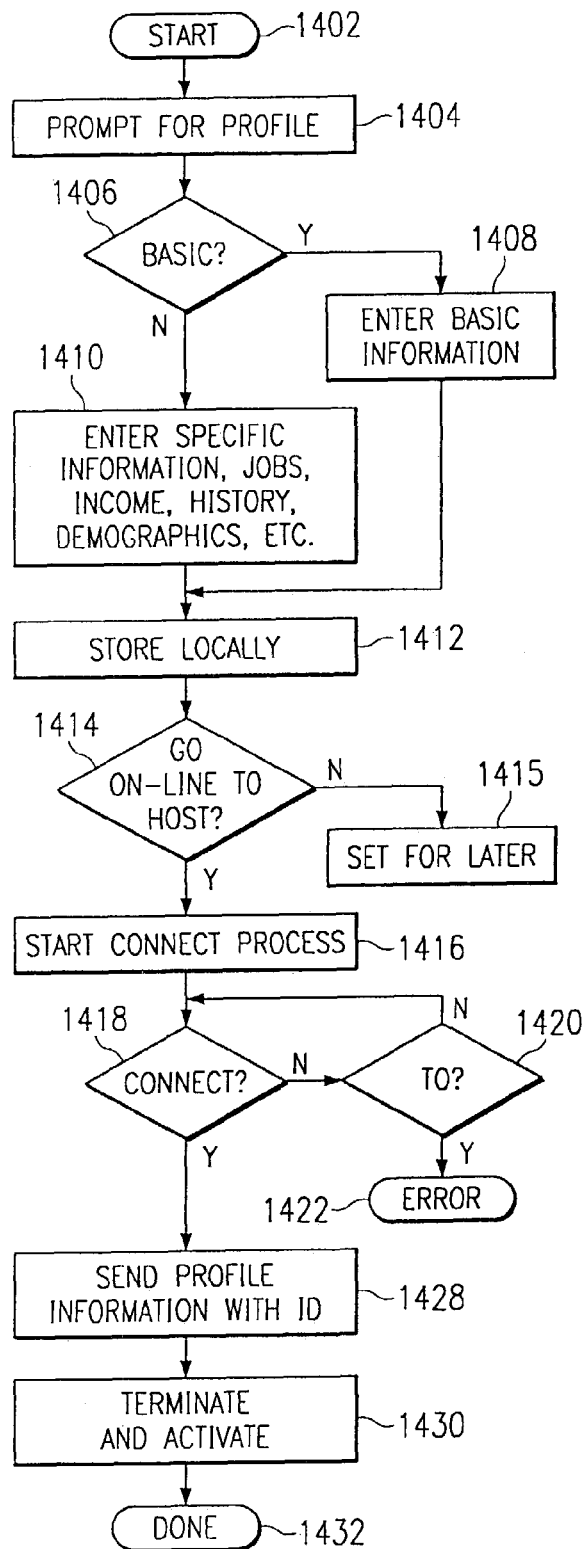 START
1402
PROMPT FOR PROFILE
1404
1406
BASIC?
Y
N
1408
ENTER BASIC
INFORMATION
1410
ENTER SPECIFIC
INFORMATION, JOBS,
INCOME, HISTORY,
DEMOGRAPHICS, ETC.
STORE LOCALLY
1412
1414
GO
ON-LINE TO
HOST?
N
Y
1415
SET FOR LATER
START CONNECT PROCESS
1416
1418
CONNECT?
N
Y
N
1420
TO?
Y
1422
ERROR
SEND PROFILE
INFORMATION WITH ID
1428
TERMINATE
AND ACTIVATE
1430
DONE
1432